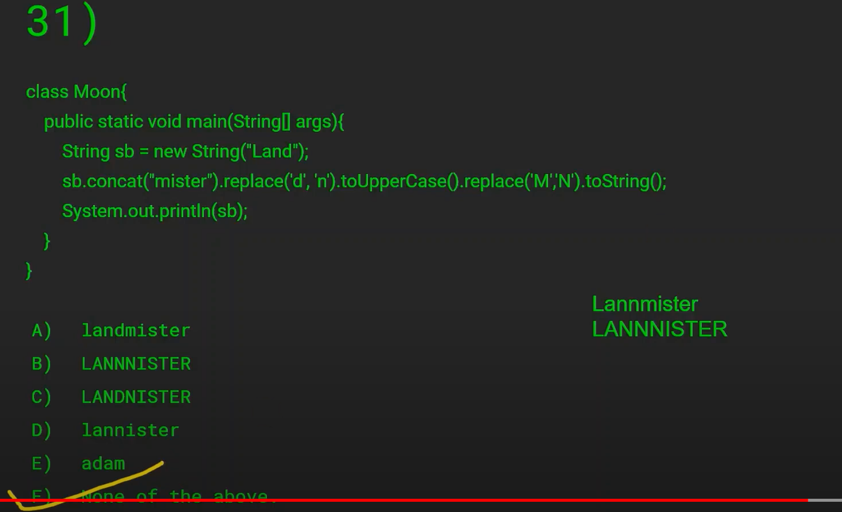 31)
class Moon{
public static void main(String[] args){
String sb = new String("Land");
sb.concat("mister").replace('d', 'n').toUpperCase().replace('M','N').toString();
System.out.println(sb);
}
}
Lannmister
LANNNISTER
A) landmister
B) LANNNISTER
C) LANDNISTER
D) lannister
E) adam
F) None of the above.